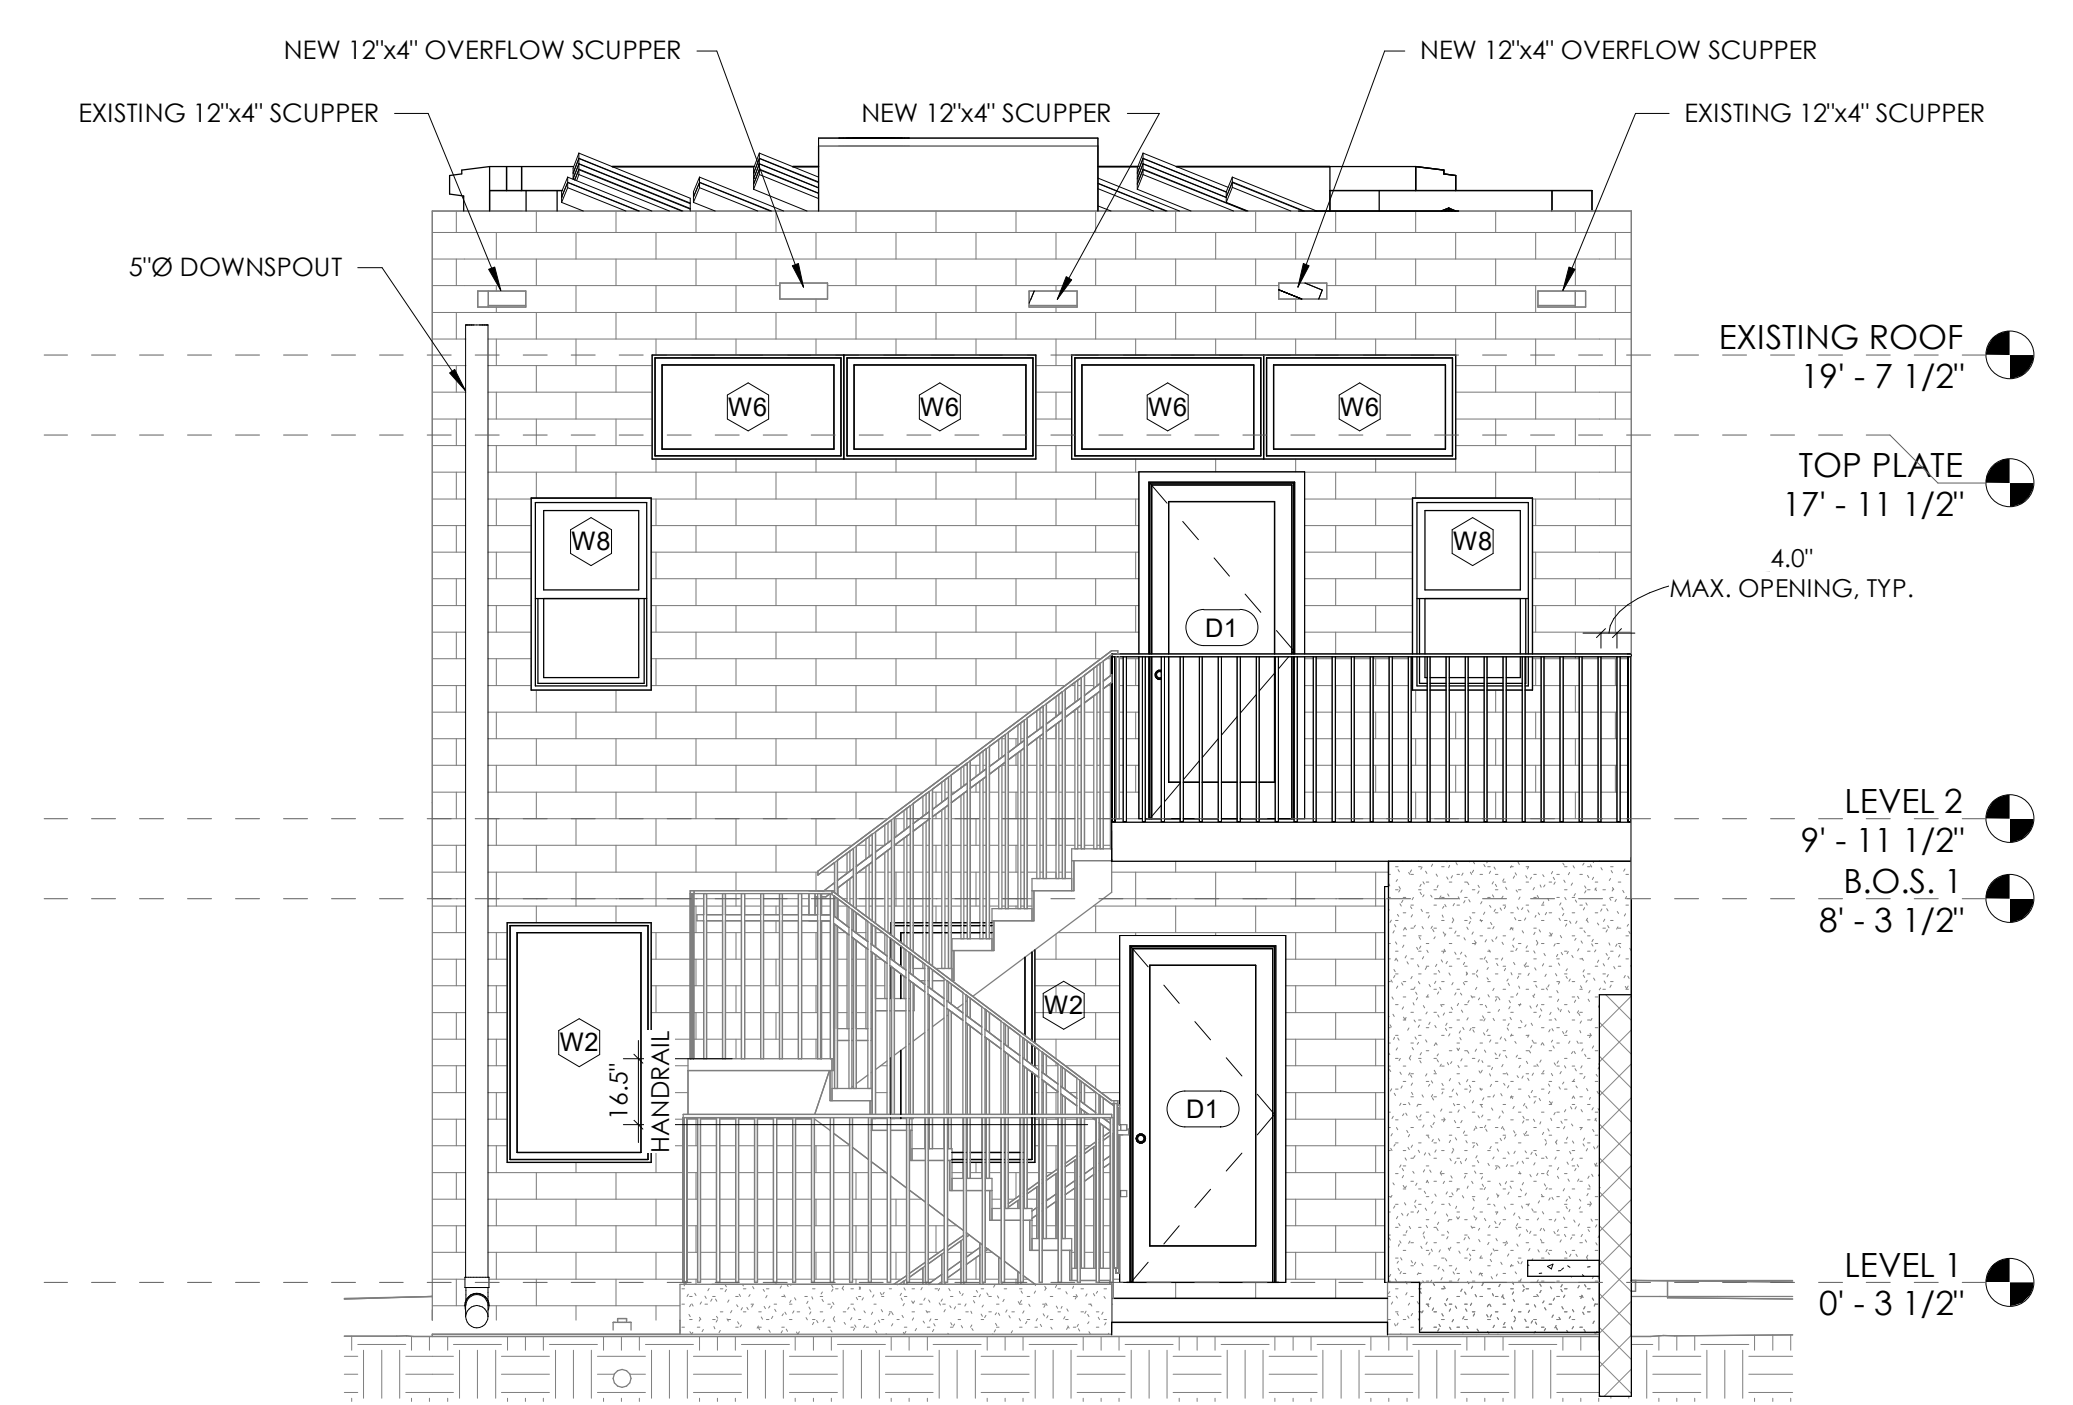 NEW 12"x4" OVERFLOW SCUPPER
NEW 12"x4" OVERFLOW SCUPPER
EXISTING 12"x4" SCUPPER
NEW 12"x4" SCUPPER
EXISTING 12"x4" SCUPPER
5"Ø DOWNSPOUT
EXISTING ROOF
19' - 7 1/2"
W6
W6
W6
W6
TOP PLATE
17' - 11 1/2"
W8
W8
4.0"
MAX. OPENING, TYP.
D1
LEVEL 2
9' - 11 1/2"
B.O.S. 1
8' - 3 1/2"
W2
W2
16.5"
HANDRAIL
D1
LEVEL 1
0' - 3 1/2"